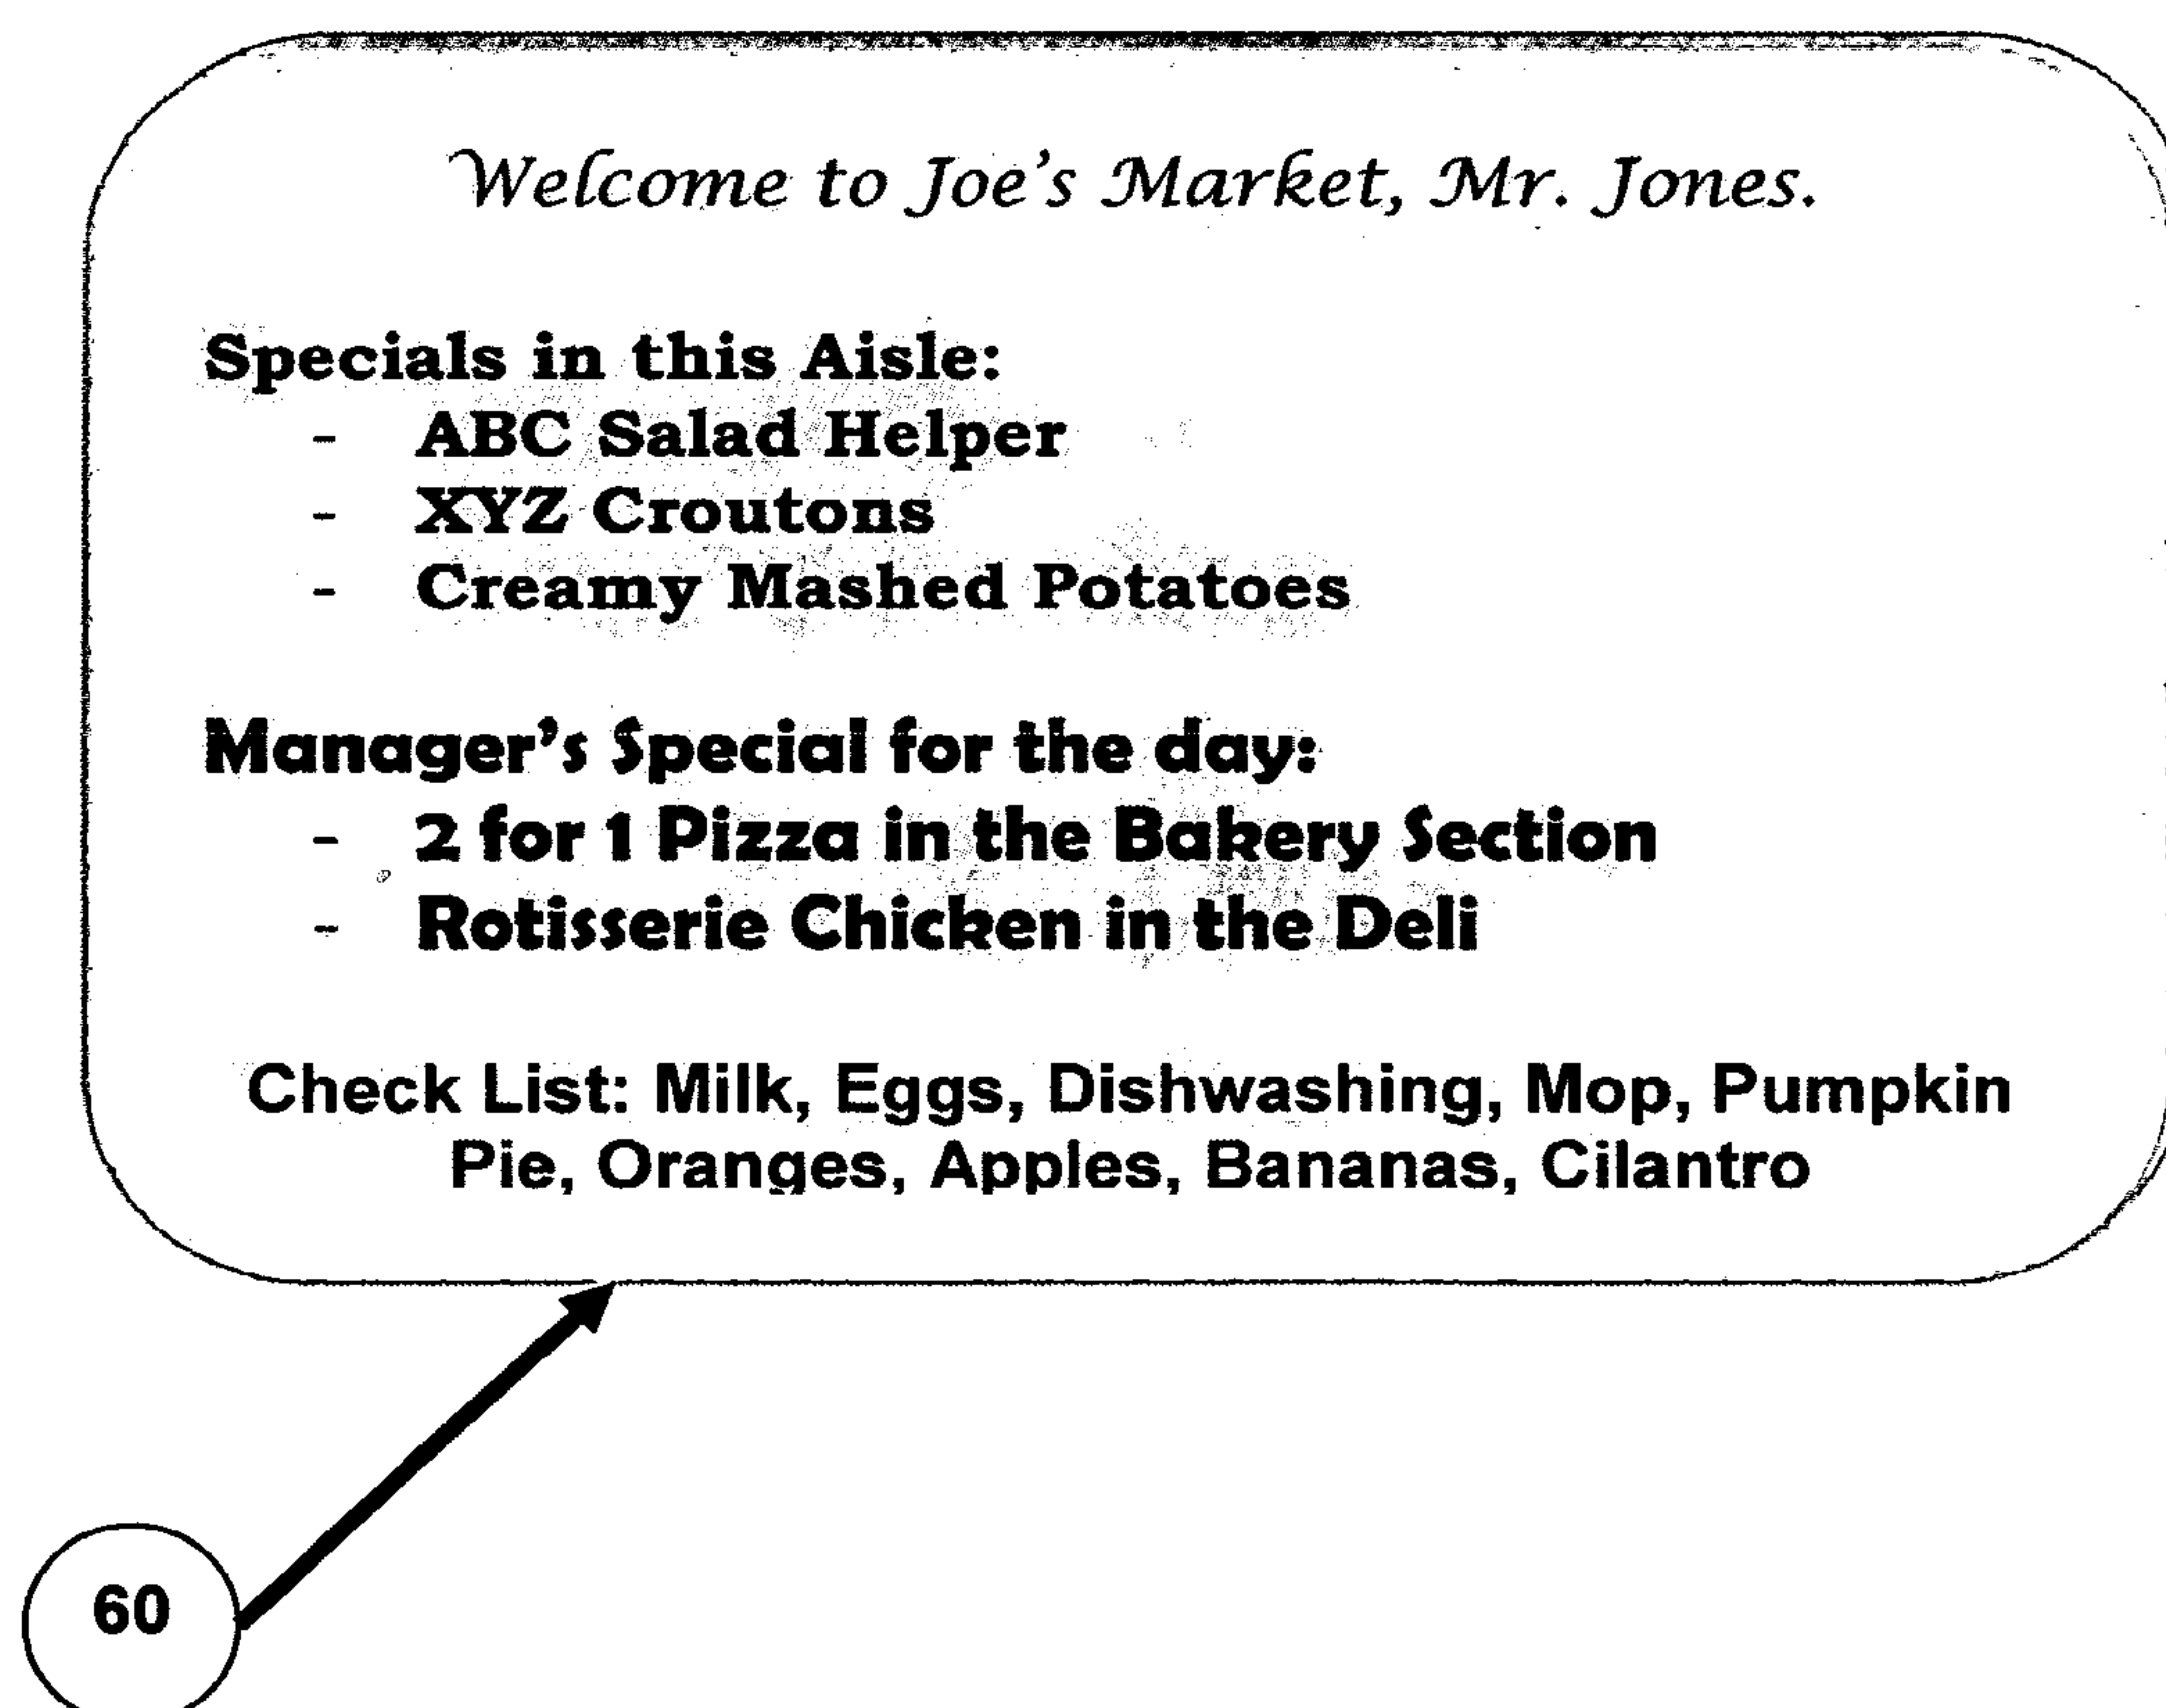 Welcome to Joe's Market, Mr. Jones.
Specials in this Aisle:
- ABC Salad Helper
- XYZ Croutons
- Creamy Mashed Potatoes
Manager's Special for the day:
- 2 for 1 Pizza in the Bakery Section
- Rotisserie Chicken in the Deli
Check List: Milk, Eggs, Dishwashing, Mop, Pumpkin
Pie, Oranges, Apples, Bananas, Cilantro
60